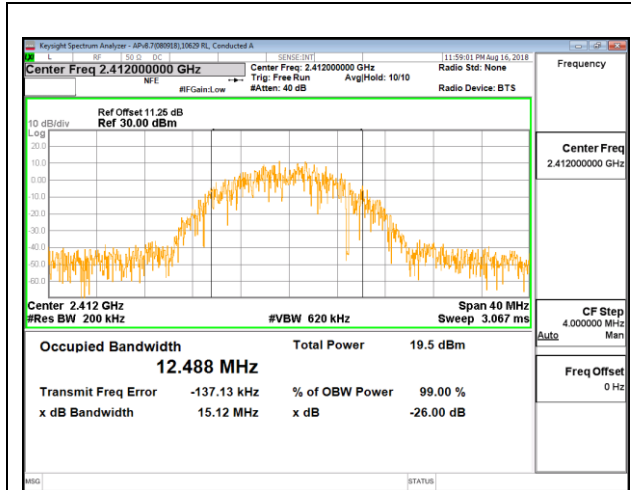 Keysight Spectrum Analyzer - APv8.7(080918),10629 RL, Conducted A
L RF 50 Ω DC SENSE:INT 11:59:01 PM Aug 16, 2018
Center Freq 2.412000000 GHz Center Freq: 2.412000000 GHz Radio Std: None
NFE Trig: Free Run Avg|Hold: 10/10
#IFGain:Low #Atten: 40 dB Radio Device: BTS
Frequency
Ref Offset 11.25 dB
10 dB/div Ref 30.00 dBm
Log
20.0
10.0
0.00
-10.0
-20.0
-30.0
-40.0
-50.0
-60.0
Center Freq
2.412000000 GHz
Center 2.412 GHz Span 40 MHz
#Res BW 200 kHz #VBW 620 kHz Sweep 3.067 ms
CF Step
4.000000 MHz
Auto Man
Occupied Bandwidth Total Power 19.5 dBm
12.488 MHz
Transmit Freq Error -137.13 kHz % of OBW Power 99.00 %
x dB Bandwidth 15.12 MHz x dB -26.00 dB
Freq Offset
0 Hz
MSG STATUS